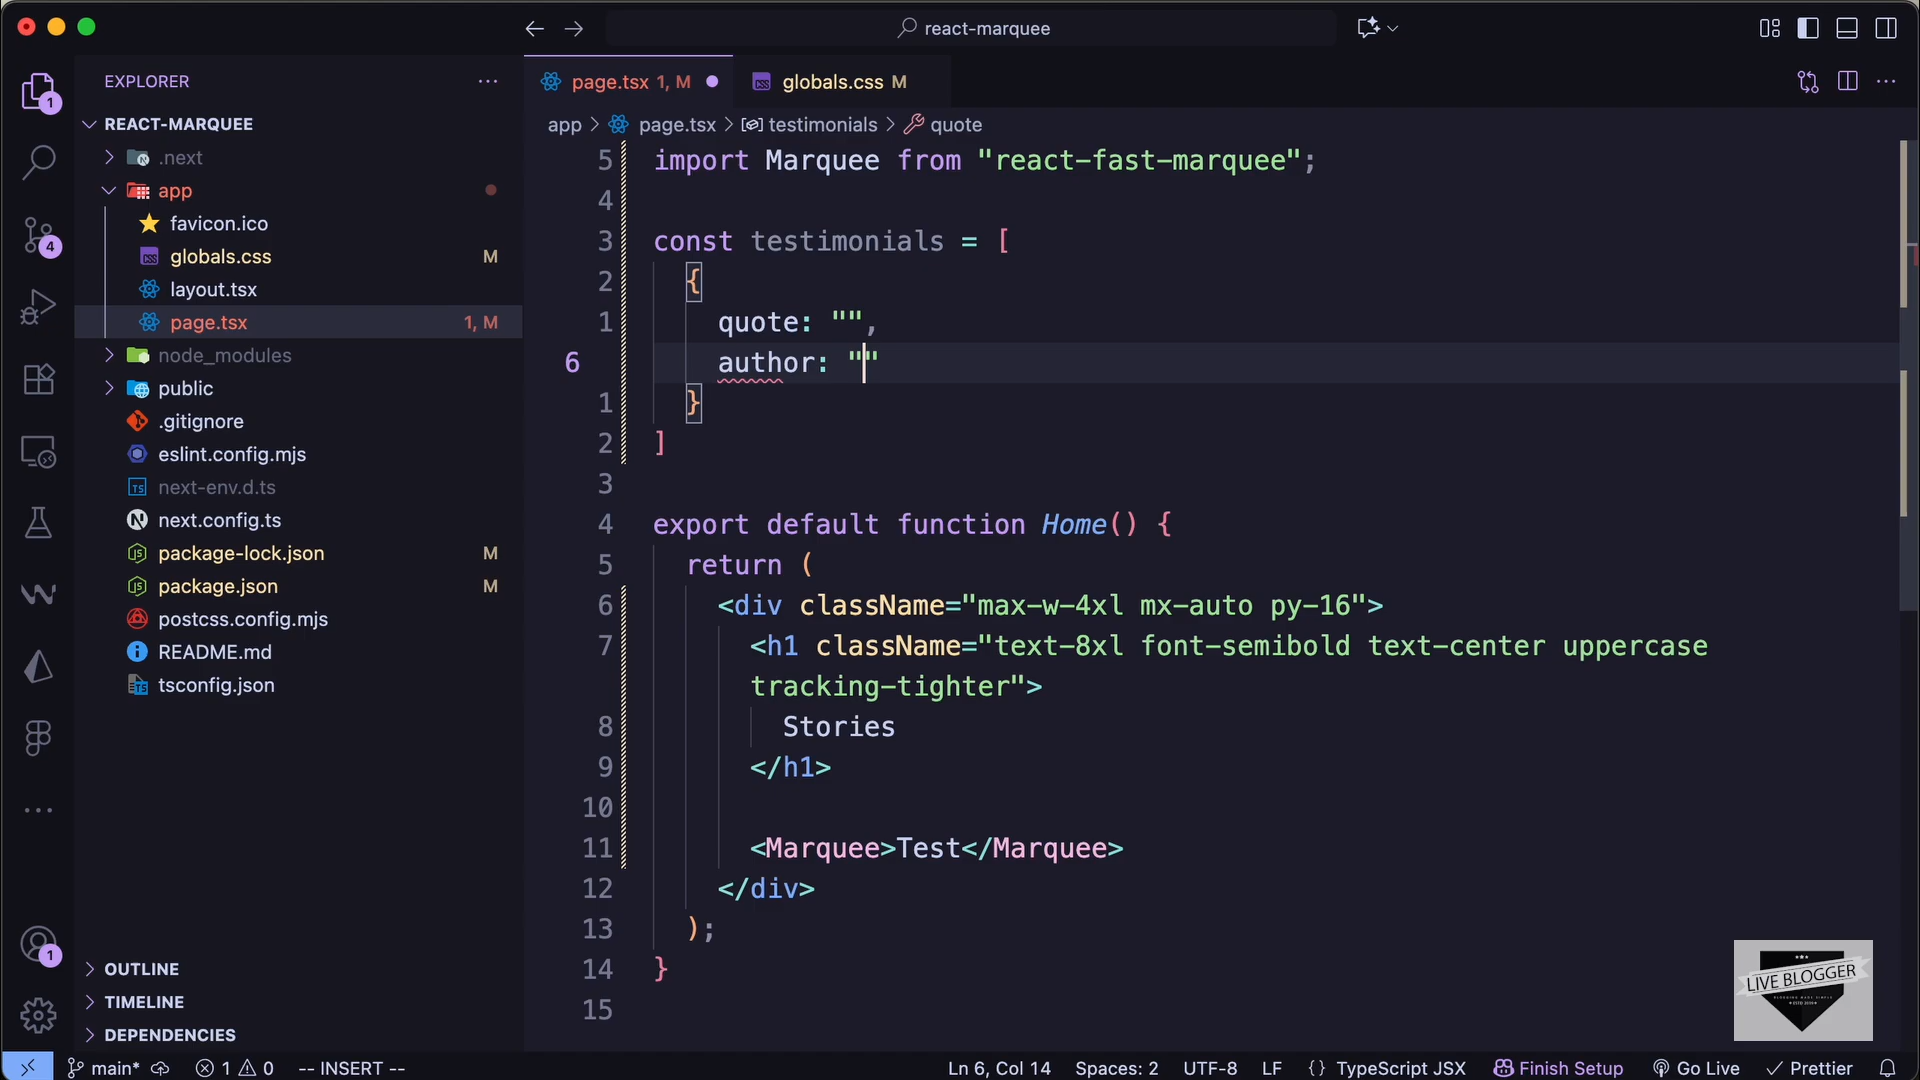 react-marquee
EXPLORER
REACT-MARQUEE
.next
app
favicon.ico
globals.css M
layout.tsx
page.tsx 1, M
node_modules
public
.gitignore
eslint.config.mjs
next-env.d.ts
next.config.ts
package-lock.json M
package.json M
postcss.config.mjs
README.md
tsconfig.json
OUTLINE
TIMELINE
DEPENDENCIES
1
4
1
page.tsx 1, M
globals.css M
app > page.tsx > testimonials > quote
5 import Marquee from "react-fast-marquee";
4
3 const testimonials = [
2 {
1 quote: "",
6 author: ""
1 }
2 ]
3
4 export default function Home() {
5 return (
6 <div className="max-w-4xl mx-auto py-16">
7 <h1 className="text-8xl font-semibold text-center uppercase
tracking-tighter">
8 Stories
9 </h1>
10
11 <Marquee>Test</Marquee>
12 </div>
13 );
14 }
15
LIVE BLOGGER
main* 1 0 -- INSERT -- Ln 6, Col 14 Spaces: 2 UTF-8 LF {} TypeScript JSX Finish Setup Go Live Prettier